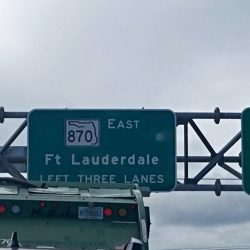 EAST
870
Ft Lauderdale
LEFT THREE LANES